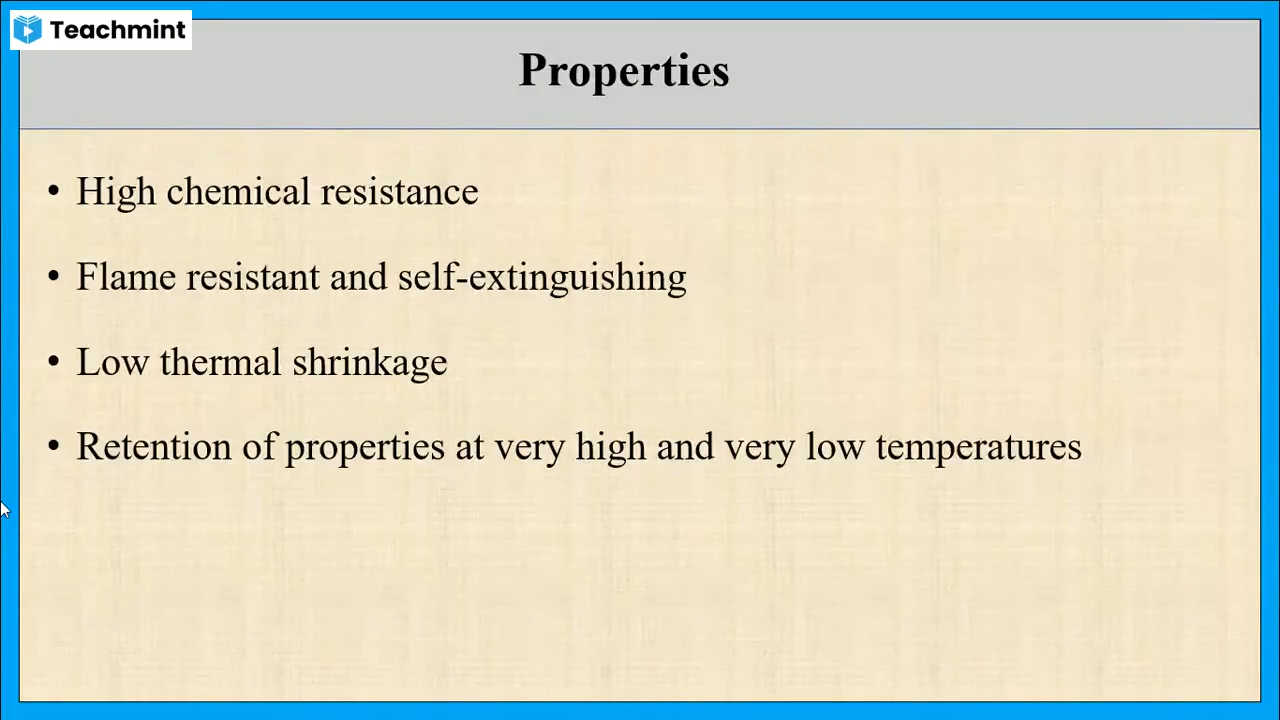 Teachmint
Properties
• High chemical resistance
• Flame resistant and self-extinguishing
• Low thermal shrinkage
• Retention of properties at very high and very low temperatures